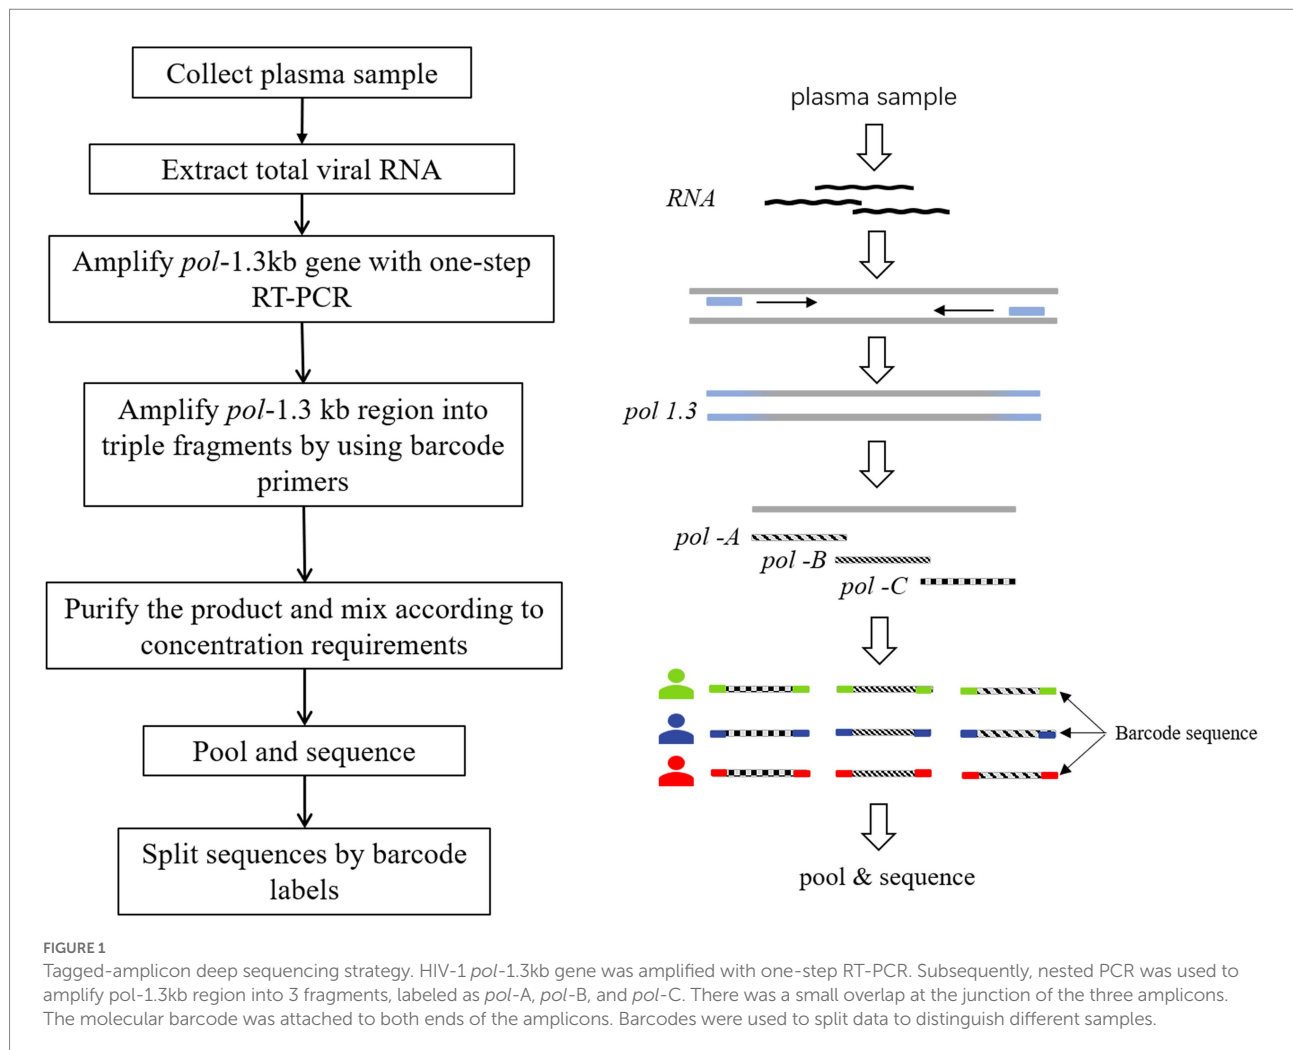 Collect plasma sample
Extract total viral RNA
Amplify pol-1.3kb gene with one-step
RT-PCR
Amplify pol-1.3 kb region into
triple fragments by using barcode
primers
Purify the product and mix according to
concentration requirements
Pool and sequence
Split sequences by barcode
labels
plasma sample
RNA
pol 1.3
pol -A
pol -B
pol -C
Barcode sequence
pool & sequence
FIGURE 1
Tagged-amplicon deep sequencing strategy. HIV-1 pol-1.3kb gene was amplified with one-step RT-PCR. Subsequently, nested PCR was used to
amplify pol-1.3kb region into 3 fragments, labeled as pol-A, pol-B, and pol-C. There was a small overlap at the junction of the three amplicons.
The molecular barcode was attached to both ends of the amplicons. Barcodes were used to split data to distinguish different samples.